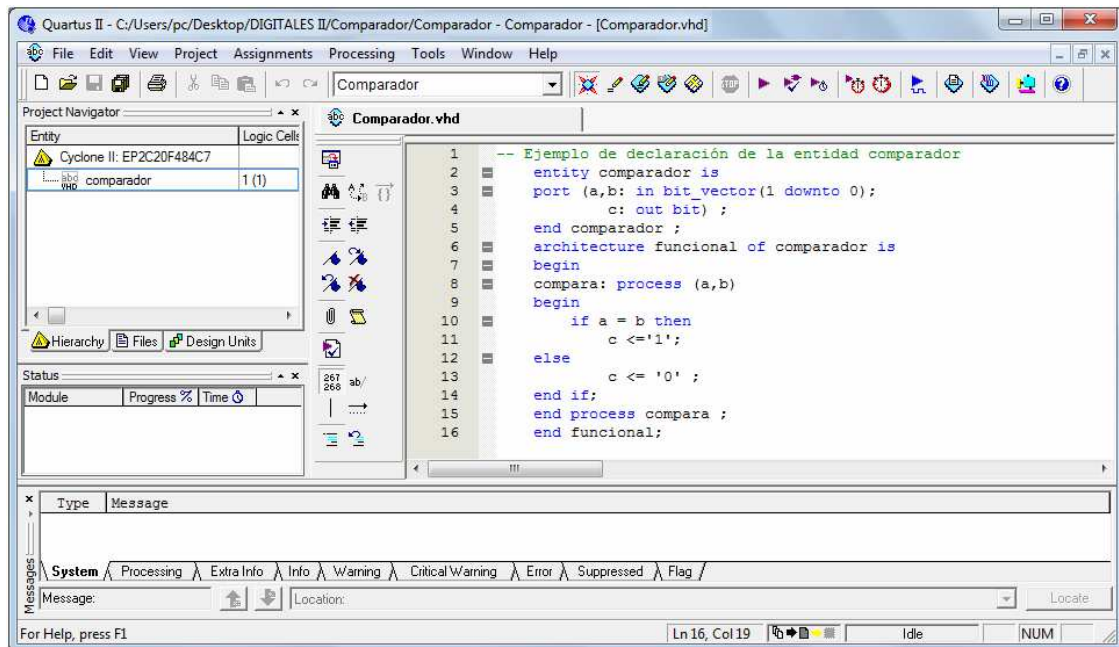 Quartus II - C:/Users/pc/Desktop/DIGITALES II/Comparador/Comparador - Comparador - [Comparador.vhd]
File Edit View Project Assignments Processing Tools Window Help
Comparador
Project Navigator
Entity Logic Cells
Cyclone II: EP2C20F484C7
abc VHD comparador 1 (1)
Hierarchy Files Design Units
Status
Module Progress % Time
abc Comparador.vhd
267 268 ab/
1 -- Ejemplo de declaración de la entidad comparador
2 entity comparador is
3 port (a,b: in bit_vector(1 downto 0);
4 c: out bit) ;
5 end comparador ;
6 architecture funcional of comparador is
7 begin
8 compara: process (a,b)
9 begin
10 if a = b then
11 c <='1';
12 else
13 c <= '0' ;
14 end if;
15 end process compara ;
16 end funcional;
Type Message
Messages
System Processing Extra Info Info Warning Critical Warning Error Suppressed Flag
Message: Location: Locate
For Help, press F1 Ln 16, Col 19 Idle NUM